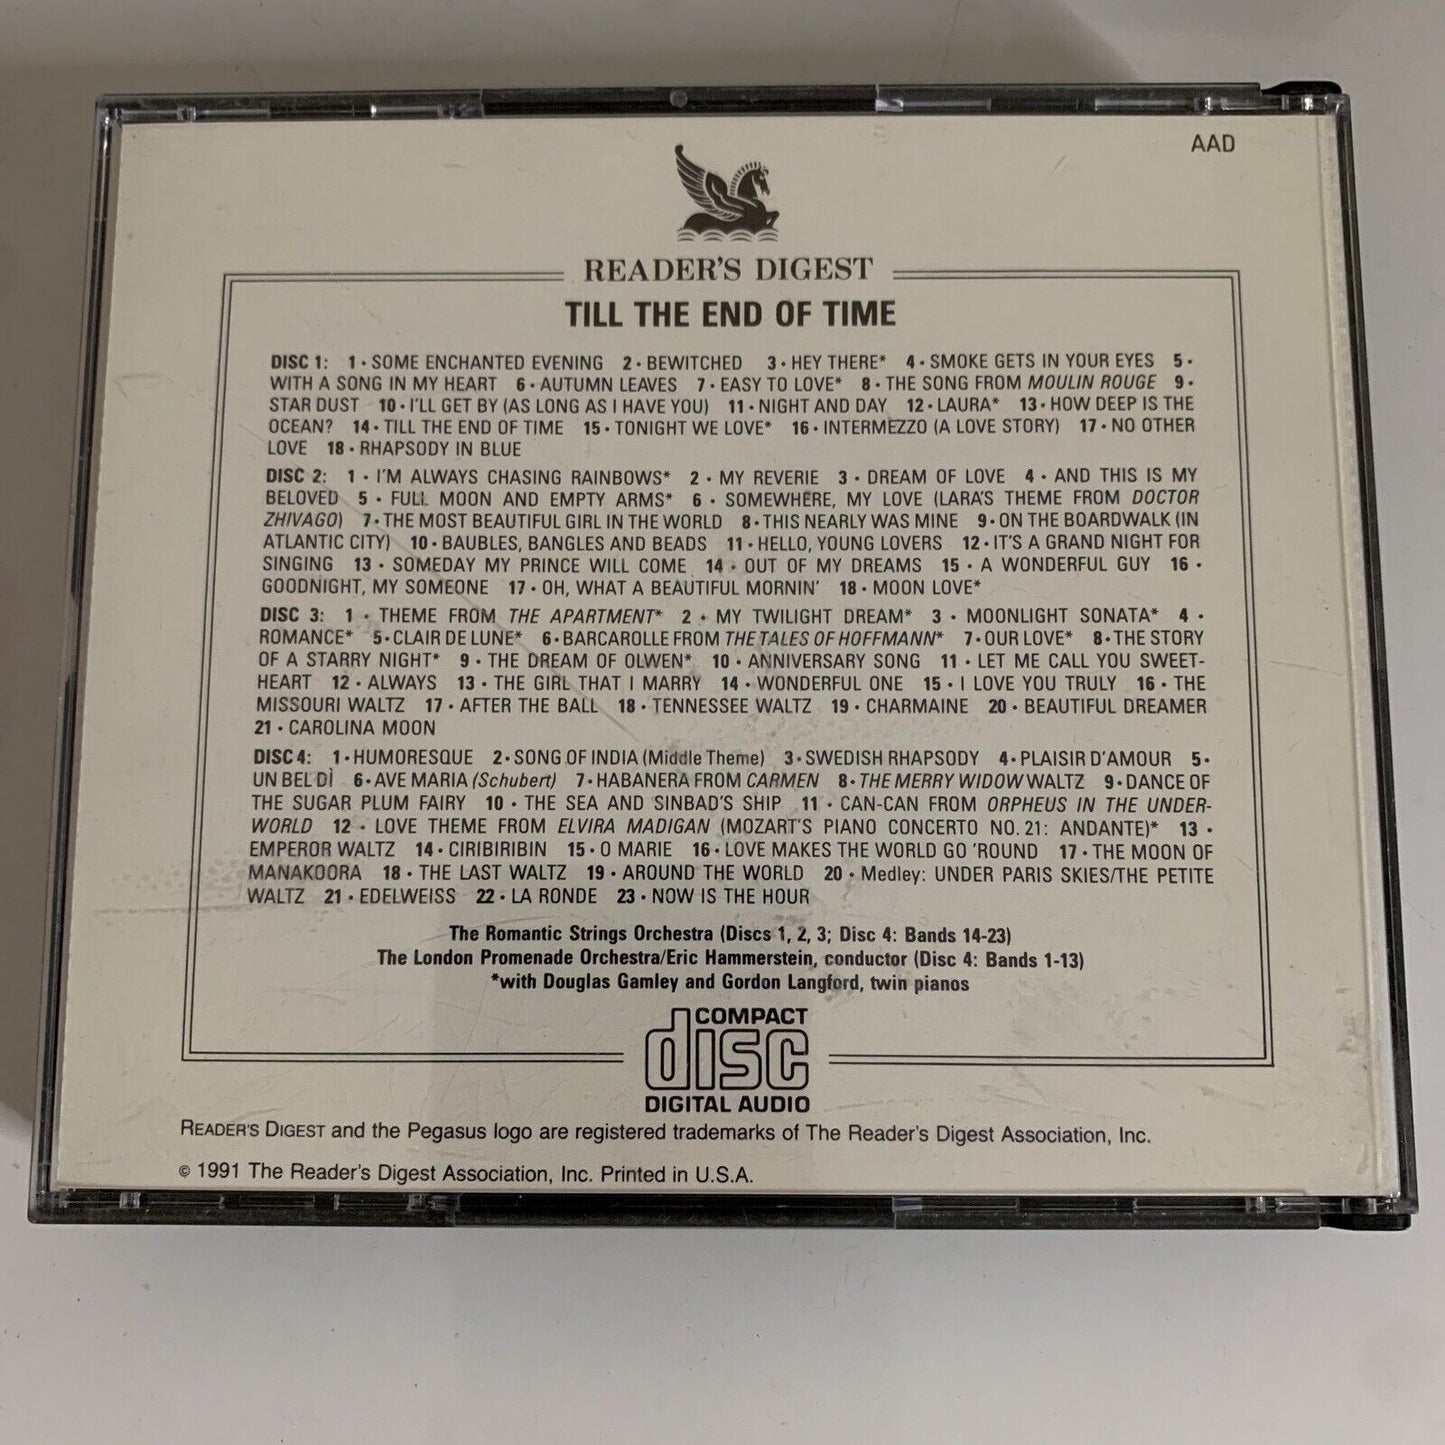 AAD
READER'S DIGEST
TILL THE END OF TIME
DISC 1: 1 • SOME ENCHANTED EVENING 2 • BEWITCHED 3 • HEY THERE* 4 • SMOKE GETS IN YOUR EYES 5 •
WITH A SONG IN MY HEART 6 • AUTUMN LEAVES 7 • EASY TO LOVE* 8 • THE SONG FROM MOULIN ROUGE 9 •
STAR DUST 10 • I'LL GET BY (AS LONG AS I HAVE YOU) 11 • NIGHT AND DAY 12 • LAURA* 13 • HOW DEEP IS THE
OCEAN? 14 • TILL THE END OF TIME 15 • TONIGHT WE LOVE* 16 • INTERMEZZO (A LOVE STORY) 17 • NO OTHER
LOVE 18 • RHAPSODY IN BLUE
DISC 2: 1 • I'M ALWAYS CHASING RAINBOWS* 2 • MY REVERIE 3 • DREAM OF LOVE 4 • AND THIS IS MY
BELOVED 5 • FULL MOON AND EMPTY ARMS* 6 • SOMEWHERE, MY LOVE (LARA'S THEME FROM DOCTOR
ZHIVAGO) 7 • THE MOST BEAUTIFUL GIRL IN THE WORLD 8 • THIS NEARLY WAS MINE 9 • ON THE BOARDWALK (IN
ATLANTIC CITY) 10 • BAUBLES, BANGLES AND BEADS 11 • HELLO, YOUNG LOVERS 12 • IT'S A GRAND NIGHT FOR
SINGING 13 • SOMEDAY MY PRINCE WILL COME 14 • OUT OF MY DREAMS 15 • A WONDERFUL GUY 16 •
GOODNIGHT, MY SOMEONE 17 • OH, WHAT A BEAUTIFUL MORNIN' 18 • MOON LOVE*
DISC 3: 1 • THEME FROM THE APARTMENT* 2 • MY TWILIGHT DREAM* 3 • MOONLIGHT SONATA* 4 •
ROMANCE* 5 • CLAIR DE LUNE* 6 • BARCAROLLE FROM THE TALES OF HOFFMANN* 7 • OUR LOVE* 8 • THE STORY
OF A STARRY NIGHT* 9 • THE DREAM OF OLWEN* 10 • ANNIVERSARY SONG 11 • LET ME CALL YOU SWEET-
HEART 12 • ALWAYS 13 • THE GIRL THAT I MARRY 14 • WONDERFUL ONE 15 • I LOVE YOU TRULY 16 • THE
MISSOURI WALTZ 17 • AFTER THE BALL 18 • TENNESSEE WALTZ 19 • CHARMAINE 20 • BEAUTIFUL DREAMER
21 • CAROLINA MOON
DISC 4: 1 • HUMORESQUE 2 • SONG OF INDIA (Middle Theme) 3 • SWEDISH RHAPSODY 4 • PLAISIR D'AMOUR 5 •
UN BEL DÌ 6 • AVE MARIA (Schubert) 7 • HABANERA FROM CARMEN 8 • THE MERRY WIDOW WALTZ 9 • DANCE OF
THE SUGAR PLUM FAIRY 10 • THE SEA AND SINBAD'S SHIP 11 • CAN-CAN FROM ORPHEUS IN THE UNDER-
WORLD 12 • LOVE THEME FROM ELVIRA MADIGAN (MOZART'S PIANO CONCERTO NO. 21: ANDANTE)* 13 •
EMPEROR WALTZ 14 • CIRIBIRIBIN 15 • O MARIE 16 • LOVE MAKES THE WORLD GO 'ROUND 17 • THE MOON OF
MANAKOORA 18 • THE LAST WALTZ 19 • AROUND THE WORLD 20 • Medley: UNDER PARIS SKIES/THE PETITE
WALTZ 21 • EDELWEISS 22 • LA RONDE 23 • NOW IS THE HOUR
The Romantic Strings Orchestra (Discs 1, 2, 3; Disc 4: Bands 14-23)
The London Promenade Orchestra/Eric Hammerstein, conductor (Disc 4: Bands 1-13)
*with Douglas Gamley and Gordon Langford, twin pianos
COMPACT
disc
DIGITAL AUDIO
READER'S DIGEST and the Pegasus logo are registered trademarks of The Reader's Digest Association, Inc.
© 1991 The Reader's Digest Association, Inc. Printed in U.S.A.